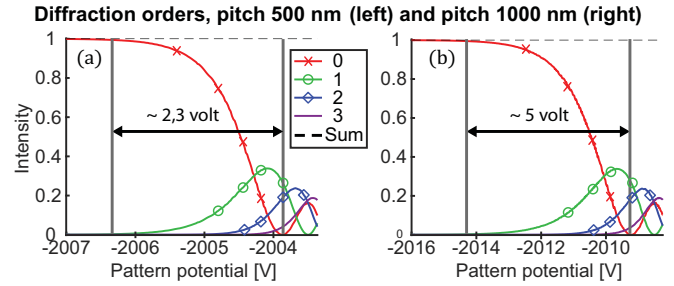 Diffraction orders, pitch 500 nm (left) and pitch 1000 nm (right)
Intensity
1
0.8
0.6
0.4
0.2
0
(a)
~ 2,3 volt
-2007
-2006
-2005
-2004
Pattern potential [V]
0
1
2
3
Sum
1
0.8
0.6
0.4
0.2
0
(b)
~ 5 volt
-2016
-2014
-2012
-2010
Pattern potential [V]